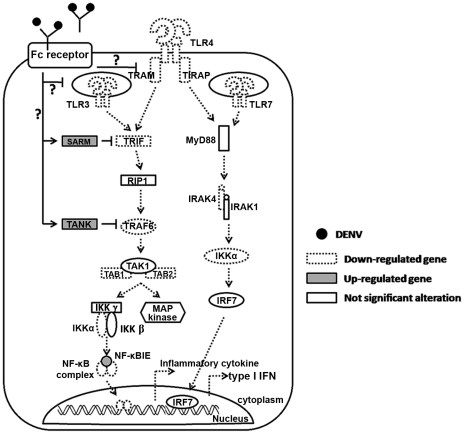 TLR4
Fc receptor
?
TRAM
TIRAP
?
TLR3
TLR7
?
SARM
TRIF
MyD88
RIP1
IRAK4
IRAK1
TANK
TRAF6
IKKα
TAK1
TAB1
TAB2
IKK γ
MAP
kinase
IRF7
IKKα
IKK β
NF-κB
complex
NF-κBIE
Inflammatory cytokine
type I IFN
IRF7
cytoplasm
Nucleus
DENV
Down-regulated gene
Up-regulated gene
Not significant alteration